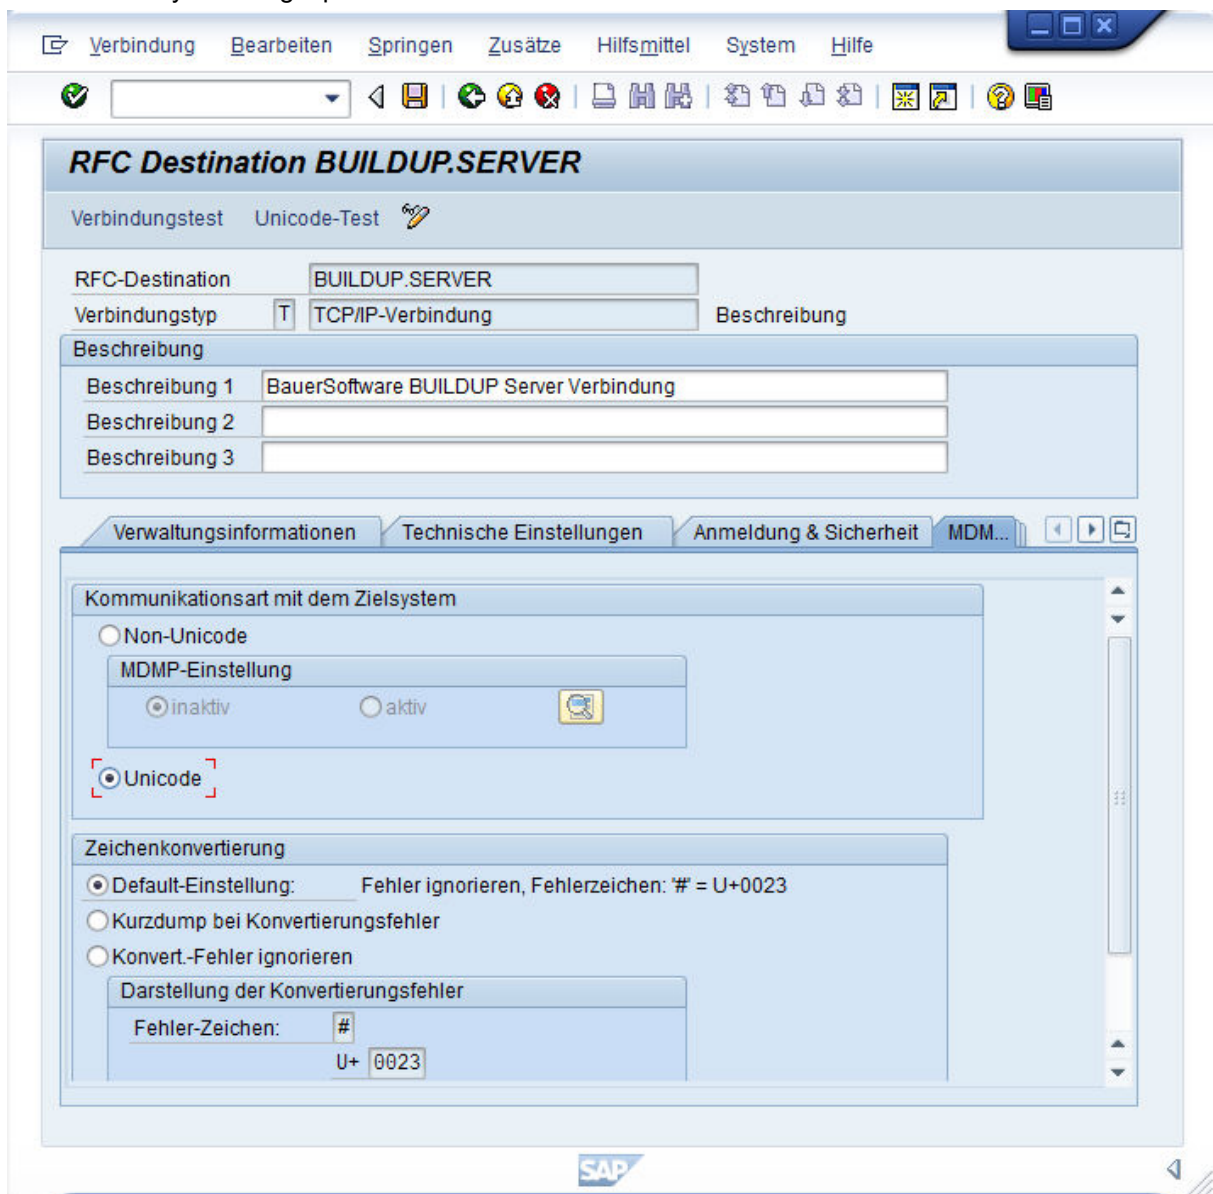 Verbindung Bearbeiten Springen Zusätze Hilfsmittel System Hilfe
RFC Destination BUILDUP.SERVER
Verbindungstest Unicode-Test
RFC-Destination BUILDUP.SERVER
Verbindungstyp T TCP/IP-Verbindung Beschreibung
Beschreibung
Beschreibung 1 BauerSoftware BUILDUP Server Verbindung
Beschreibung 2
Beschreibung 3
Verwaltungsinformationen Technische Einstellungen Anmeldung & Sicherheit MDM...
Kommunikationsart mit dem Zielsystem
Non-Unicode
MDMP-Einstellung
inaktiv aktiv
Unicode
Zeichenkonvertierung
Default-Einstellung: Fehler ignorieren, Fehlerzeichen: '#' = U+0023
Kurzdump bei Konvertierungsfehler
Konvert.-Fehler ignorieren
Darstellung der Konvertierungsfehler
Fehler-Zeichen: #
U+ 0023
SAP